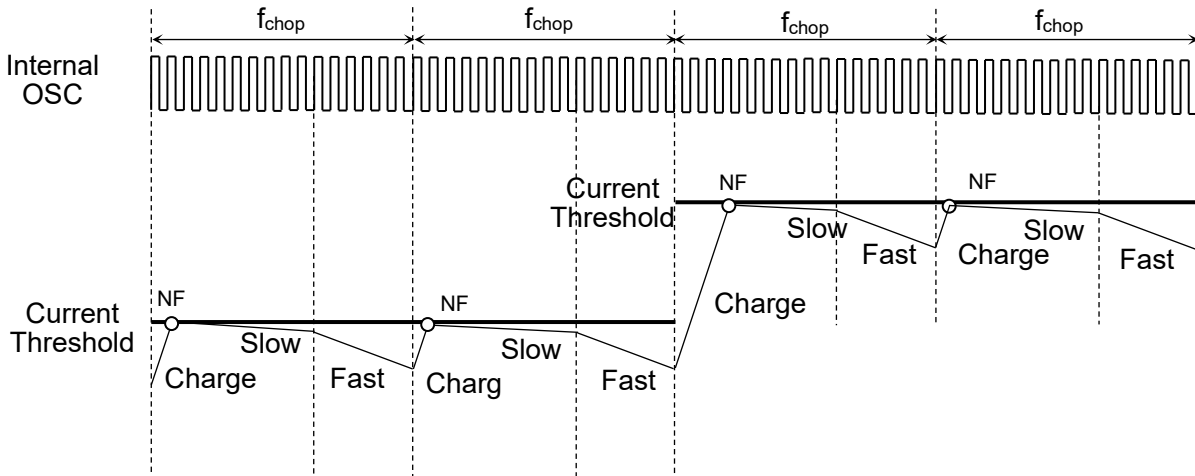 fchop
fchop
fchop
fchop
Internal
OSC
Current
Threshold
NF
Slow
Fast
Charge
NF
Slow
Fast
Charge
Current
Threshold
NF
Slow
Fast
Charge
NF
Slow
Fast
Charg